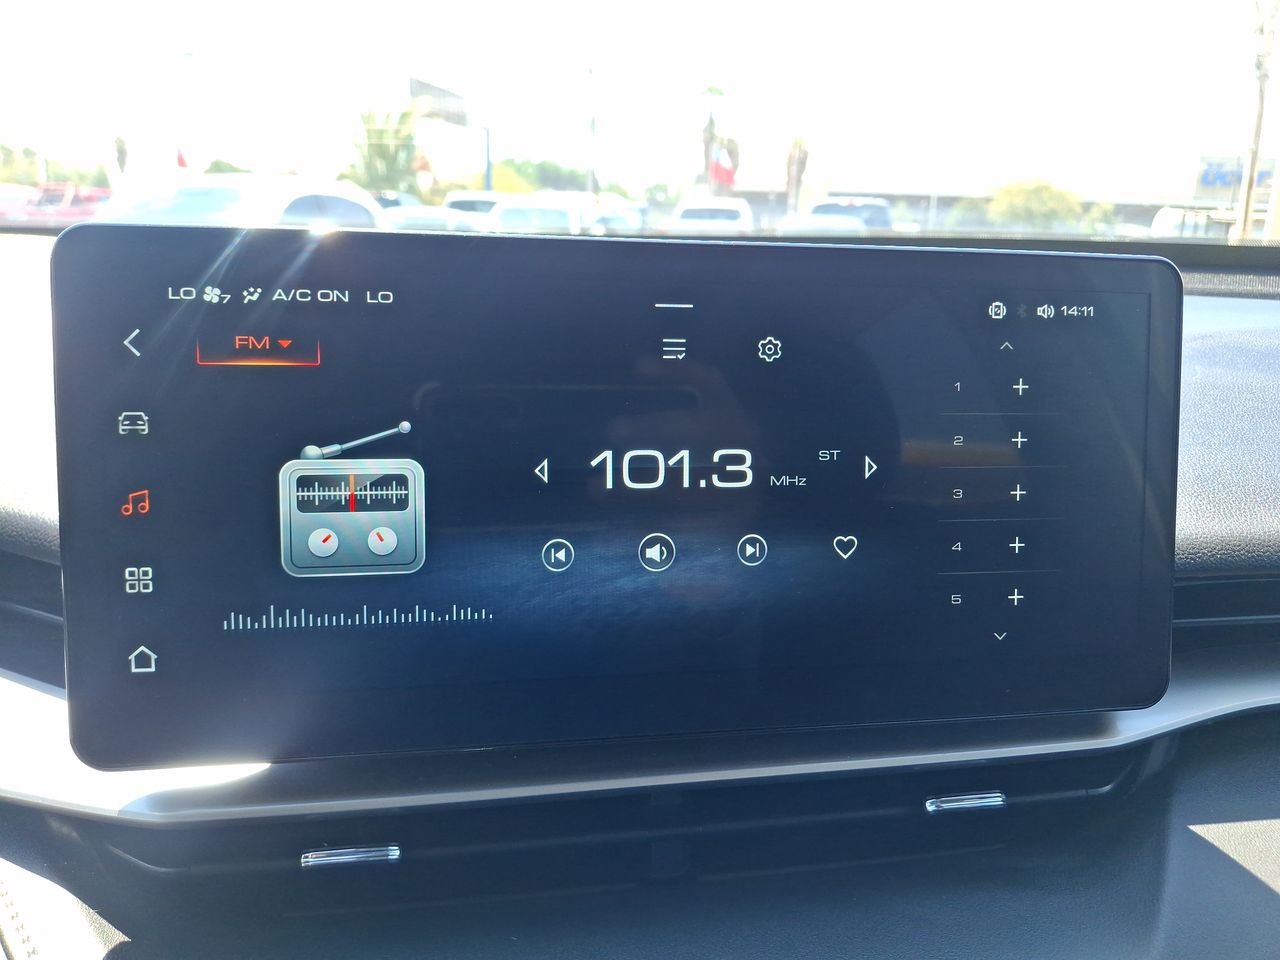 LO 7 A/C ON LO
14:11
FM
101.3 ST
MHz
1 +
2 +
3 +
4 +
5 +